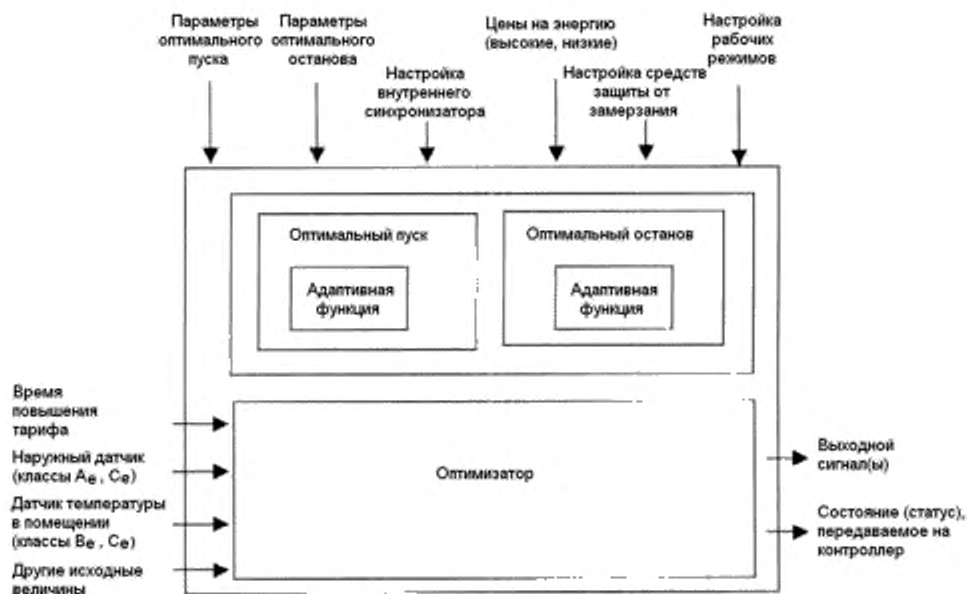 Параметры
оптимального
пуска
Параметры
оптимального
останова
Настройка
внутреннего
синхронизатора
Цены на энергию
(высокие, низкие)
Настройка средств
защиты от
замерзания
Настройка
рабочих
режимов
Оптимальный пуск
Адаптивная
функция
Оптимальный останов
Адаптивная
функция
Время
повышения
тарифа
Наружный датчик
(классы Ae, Ce)
Датчик температуры
в помещении
(классы Be, Ce)
Другие исходные
величины
Оптимизатор
Выходной
сигнал(ы)
Состояние (статус),
передаваемое на
контроллер